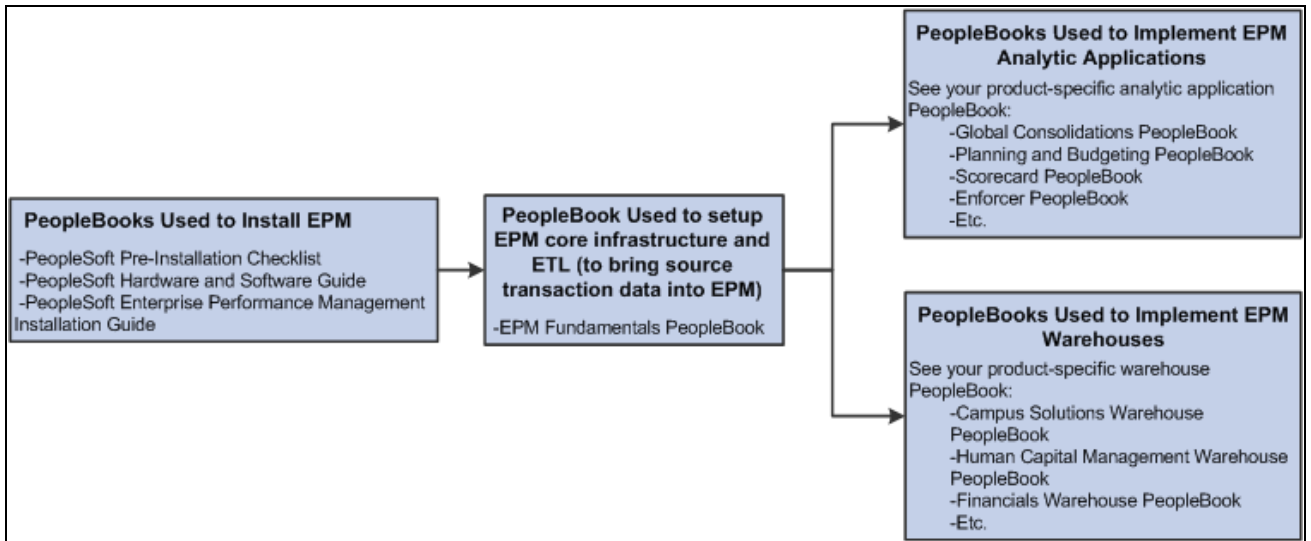 PeopleBooks Used to Install EPM
-PeopleSoft Pre-Installation Checklist
-PeopleSoft Hardware and Software Guide
-PeopleSoft Enterprise Performance Management
Installation Guide
PeopleBook Used to setup
EPM core infrastructure and
ETL (to bring source
transaction data into EPM)
-EPM Fundamentals PeopleBook
PeopleBooks Used to Implement EPM
Analytic Applications
See your product-specific analytic application
PeopleBook:
-Global Consolidations PeopleBook
-Planning and Budgeting PeopleBook
-Scorecard PeopleBook
-Enforcer PeopleBook
-Etc.
PeopleBooks Used to Implement EPM
Warehouses
See your product-specific warehouse
PeopleBook:
-Campus Solutions Warehouse
PeopleBook
-Human Capital Management Warehouse
PeopleBook
-Financials Warehouse PeopleBook
-Etc.